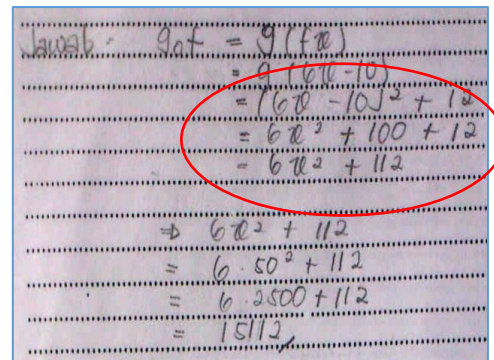 Jawab : gof = g (fx)
= g (6x - 10)
= (6x - 10)² + 12
= 6x² + 100 + 12
= 6x² + 112
⇒ 6x² + 112
= 6 . 50² + 112
= 6 . 2500 + 112
= 15112